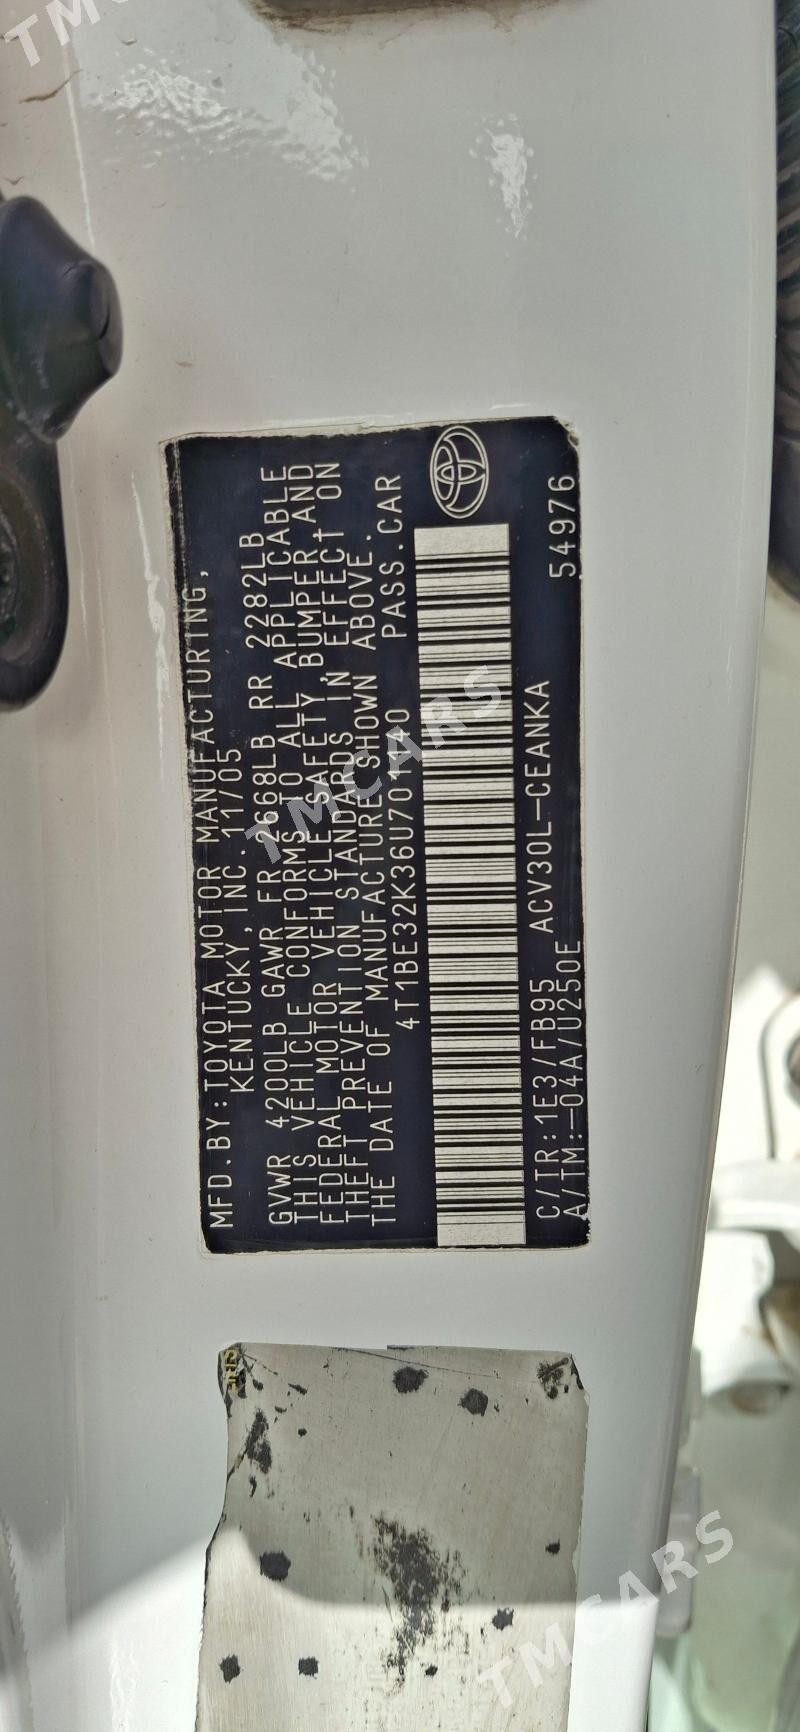 MFD.BY:TOYOTA MOTOR MANUFACTURING,
KENTUCKY,INC. 11/05
GVWR 4200LB GAWR FR 2668LB RR 2282LB
THIS VEHICLE CONFORMS TO ALL APPLICABLE
FEDERAL MOTOR VEHICLE SAFETY,BUMPER,AND
THEFT PREVENTION STANDARDS IN EFFECT ON
THE DATE OF MANUFACTURE SHOWN ABOVE.
4T1BE32K36U701140 PASS.CAR
C/TR:1E3/FB95 ACV30L-CEANKA 54976
A/TM:-04A/U250E
TMCARS
TMCARS
TMCARS
TMCARS